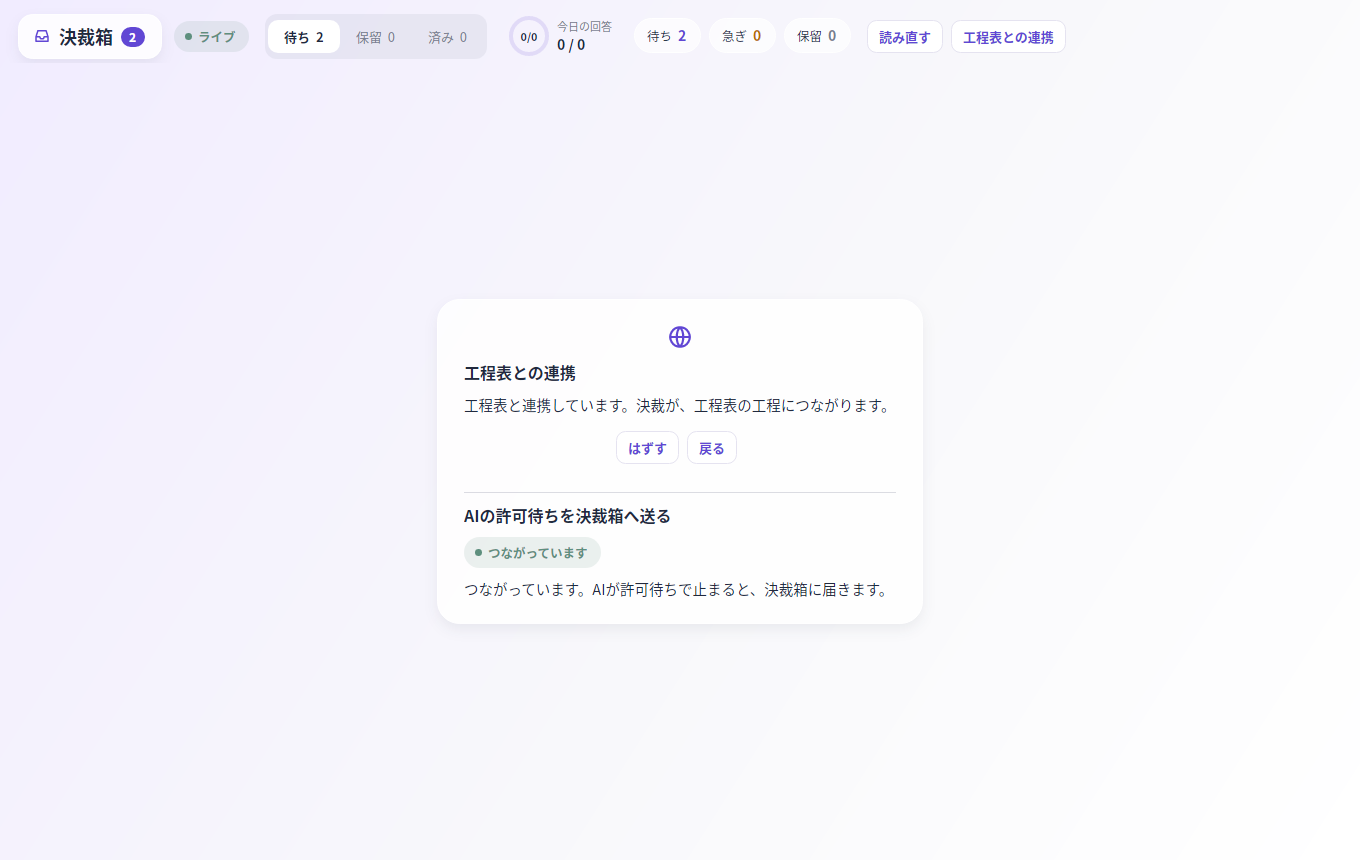 決裁箱 2 ライブ 待ち 2 保留 0 済み 0 0/0 今日の回答 0 / 0 待ち 2 急ぎ 0 保留 0 読み直す 工程表との連携
工程表との連携
工程表と連携しています。決裁が、工程表の工程につながります。
はずす 戻る
AIの許可待ちを決裁箱へ送る
つながっています
つながっています。AIが許可待ちで止まると、決裁箱に届きます。